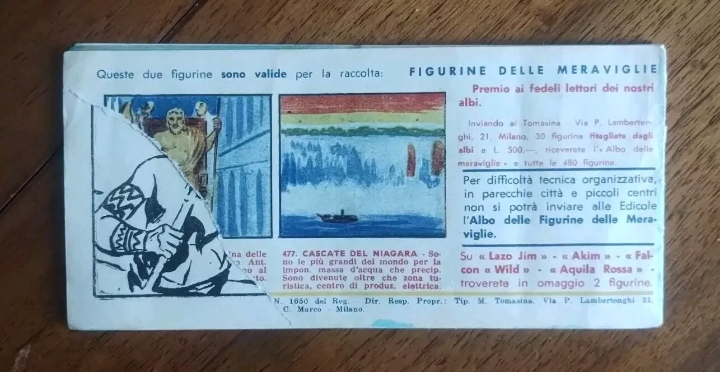 Queste due figurine sono valide per la raccolta: FIGURINE DELLE MERAVIGLIE
Premio ai fedeli lettori dei nostri
albi.
Inviando al Tomasina - Via P. Lamberten-
ghi, 21, Milano, 30 figurine ritagliate dagli
albi e L. 500,—, riceverete l'« Albo delle
meraviglie » e tutte le 480 figurine.
Per difficoltà tecnica organizzativa,
in parecchie città e piccoli centri
non si potrà inviare alle Edicole
l'Albo delle Figurine delle Mera-
viglie.
Su « Lazo Jim » - « Akim » - « Fal-
con « Wild » - « Aquila Rossa » -
troverete in omaggio 2 figurine.
delle
Ant.
al
477. CASCATE DEL NIAGARA - So-
no le più grandi del mondo per la
impon. massa d'acqua che precip.
Sono divenute oltre che zona tu-
ristica, centro di produz. elettrica.
N. 1650 del Reg. Dir. Resp. Propr.: Tip. M. Tomasina. Via P. Lambertenghi 21.
C. Marco - Milano.